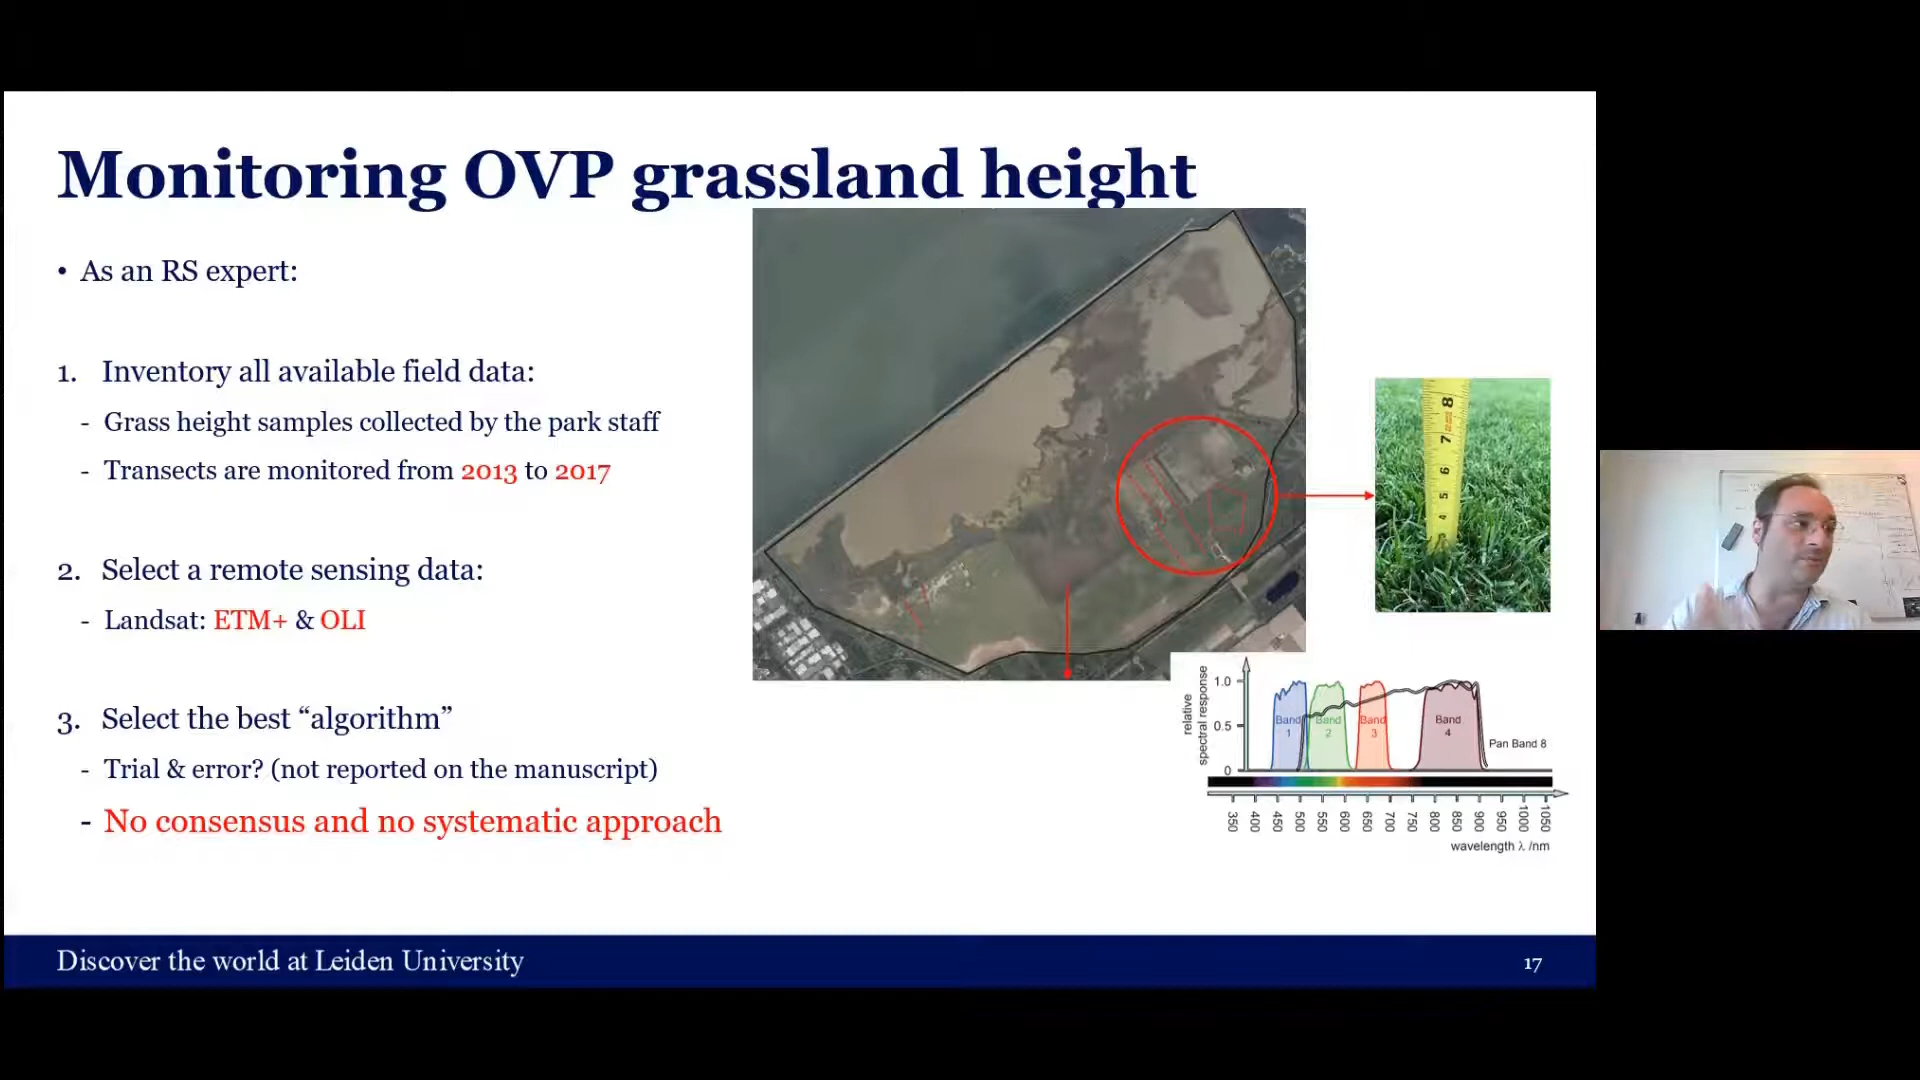 Monitoring OVP grassland height
• As an RS expert:
1. Inventory all available field data:
- Grass height samples collected by the park staff
- Transects are monitored from 2013 to 2017
2. Select a remote sensing data:
- Landsat: ETM+ & OLI
3. Select the best “algorithm”
- Trial & error? (not reported on the manuscript)
- No consensus and no systematic approach
8
7
6
5
4
relative
spectral response
1.0
0.5
0
Band 1
Band 2
Band 3
Band 4
Pan Band 8
350 400 450 500 550 600 650 700 750 800 850 900 950 1000 1050
wavelength λ /nm
Discover the world at Leiden University
17